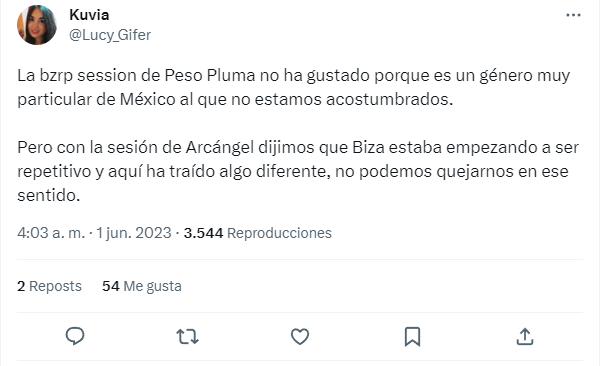 Kuvia
@Lucy_Gifer
La bzrp session de Peso Pluma no ha gustado porque es un género muy
particular de México al que no estamos acostumbrados.
Pero con la sesión de Arcángel dijimos que Biza estaba empezando a ser
repetitivo y aquí ha traído algo diferente, no podemos quejarnos en ese
sentido.
4:03 a. m. · 1 jun. 2023 · 3.544 Reproducciones
2 Reposts 54 Me gusta